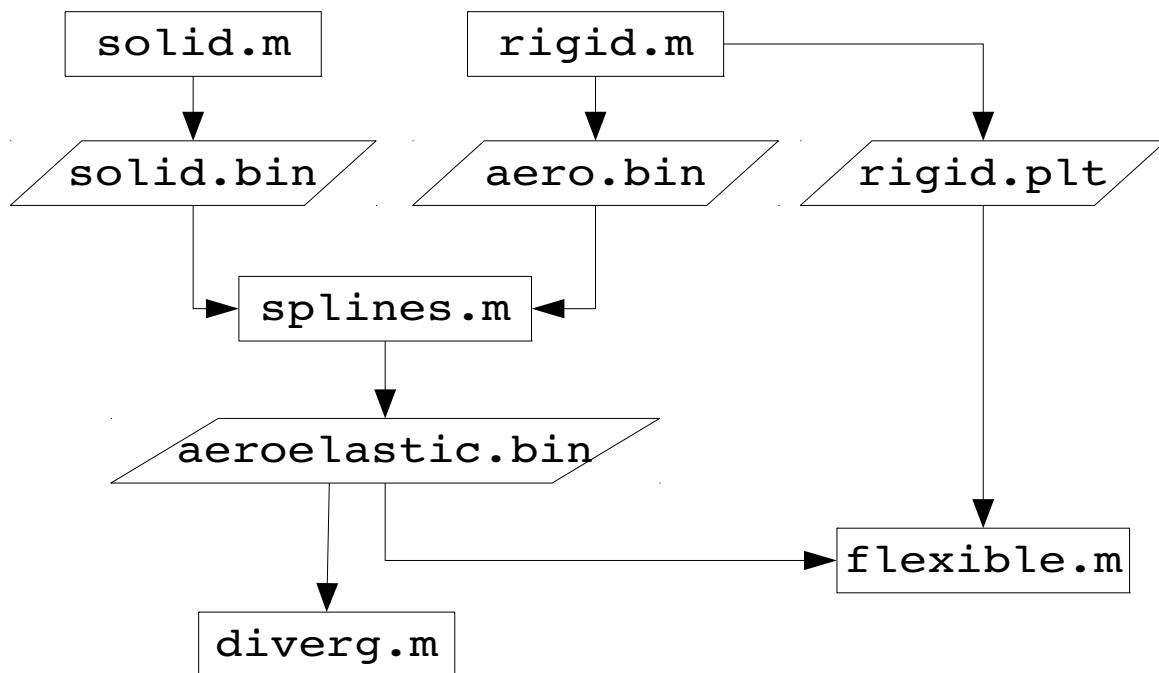 solid.m
rigid.m
solid.bin
aero.bin
rigid.plt
splines.m
aeroelastic.bin
flexible.m
diverg.m